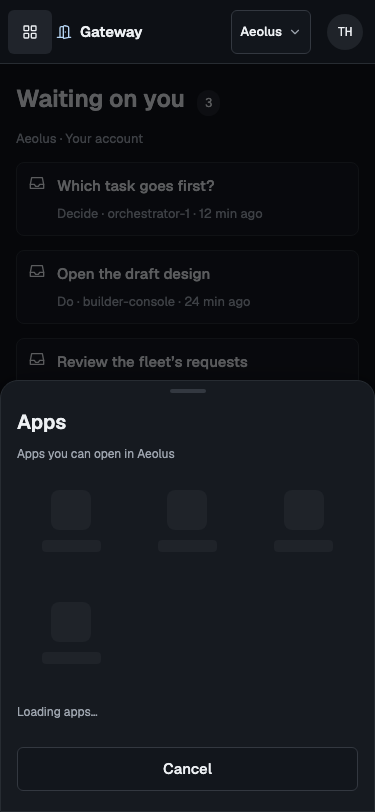 Gateway
Aeolus
TH
Waiting on you 3
Aeolus · Your account
Which task goes first?
Decide · orchestrator-1 · 12 min ago
Open the draft design
Do · builder-console · 24 min ago
Review the fleet's requests
Apps
Apps you can open in Aeolus
Loading apps...
Cancel